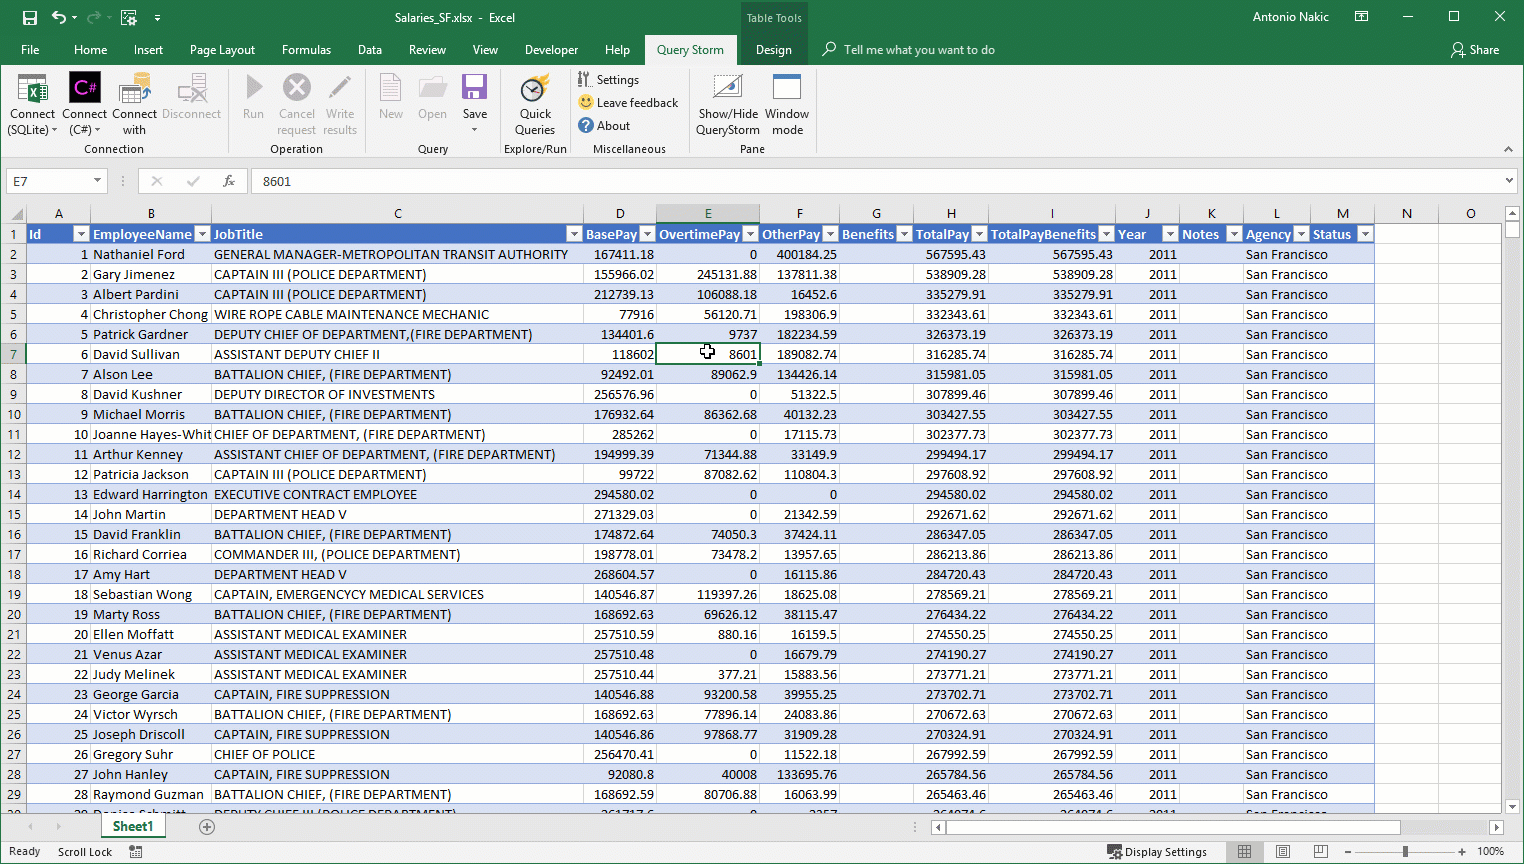 Salaries_SF.xlsx - Excel
Table Tools
Antonio Nakic
File Home Insert Page Layout Formulas Data Review View Developer Help Query Storm Design Tell me what you want to do Share
Connect (SQLite)
Connect (C#)
Connect with
Disconnect
Connection
Run
Cancel request
Write results
Operation
New
Open
Save
Query
Quick Queries
Explore/Run
Settings
Leave feedback
About
Miscellaneous
Show/Hide QueryStorm
Window mode
Pane
E7 fx 8601
A B C D E F G H I J K L M N O
1 Id EmployeeName JobTitle BasePay OvertimePay OtherPay Benefits TotalPay TotalPayBenefits Year Notes Agency Status
2 1 Nathaniel Ford GENERAL MANAGER-METROPOLITAN TRANSIT AUTHORITY 167411.18 0 400184.25 567595.43 567595.43 2011 San Francisco
3 2 Gary Jimenez CAPTAIN III (POLICE DEPARTMENT) 155966.02 245131.88 137811.38 538909.28 538909.28 2011 San Francisco
4 3 Albert Pardini CAPTAIN III (POLICE DEPARTMENT) 212739.13 106088.18 16452.6 335279.91 335279.91 2011 San Francisco
5 4 Christopher Chong WIRE ROPE CABLE MAINTENANCE MECHANIC 77916 56120.71 198306.9 332343.61 332343.61 2011 San Francisco
6 5 Patrick Gardner DEPUTY CHIEF OF DEPARTMENT,(FIRE DEPARTMENT) 134401.6 9737 182234.59 326373.19 326373.19 2011 San Francisco
7 6 David Sullivan ASSISTANT DEPUTY CHIEF II 118602 8601 189082.74 316285.74 316285.74 2011 San Francisco
8 7 Alson Lee BATTALION CHIEF, (FIRE DEPARTMENT) 92492.01 89062.9 134426.14 315981.05 315981.05 2011 San Francisco
9 8 David Kushner DEPUTY DIRECTOR OF INVESTMENTS 256576.96 0 51322.5 307899.46 307899.46 2011 San Francisco
10 9 Michael Morris BATTALION CHIEF, (FIRE DEPARTMENT) 176932.64 86362.68 40132.23 303427.55 303427.55 2011 San Francisco
11 10 Joanne Hayes-Whit CHIEF OF DEPARTMENT, (FIRE DEPARTMENT) 285262 0 17115.73 302377.73 302377.73 2011 San Francisco
12 11 Arthur Kenney ASSISTANT CHIEF OF DEPARTMENT, (FIRE DEPARTMENT) 194999.39 71344.88 33149.9 299494.17 299494.17 2011 San Francisco
13 12 Patricia Jackson CAPTAIN III (POLICE DEPARTMENT) 99722 87082.62 110804.3 297608.92 297608.92 2011 San Francisco
14 13 Edward Harrington EXECUTIVE CONTRACT EMPLOYEE 294580.02 0 0 294580.02 294580.02 2011 San Francisco
15 14 John Martin DEPARTMENT HEAD V 271329.03 0 21342.59 292671.62 292671.62 2011 San Francisco
16 15 David Franklin BATTALION CHIEF, (FIRE DEPARTMENT) 174872.64 74050.3 37424.11 286347.05 286347.05 2011 San Francisco
17 16 Richard Corriea COMMANDER III, (POLICE DEPARTMENT) 198778.01 73478.2 13957.65 286213.86 286213.86 2011 San Francisco
18 17 Amy Hart DEPARTMENT HEAD V 268604.57 0 16115.86 284720.43 284720.43 2011 San Francisco
19 18 Sebastian Wong CAPTAIN, EMERGENCYCY MEDICAL SERVICES 140546.87 119397.26 18625.08 278569.21 278569.21 2011 San Francisco
20 19 Marty Ross BATTALION CHIEF, (FIRE DEPARTMENT) 168692.63 69626.12 38115.47 276434.22 276434.22 2011 San Francisco
21 20 Ellen Moffatt ASSISTANT MEDICAL EXAMINER 257510.59 880.16 16159.5 274550.25 274550.25 2011 San Francisco
22 21 Venus Azar ASSISTANT MEDICAL EXAMINER 257510.48 0 16679.79 274190.27 274190.27 2011 San Francisco
23 22 Judy Melinek ASSISTANT MEDICAL EXAMINER 257510.44 377.21 15883.56 273771.21 273771.21 2011 San Francisco
24 23 George Garcia CAPTAIN, FIRE SUPPRESSION 140546.88 93200.58 39955.25 273702.71 273702.71 2011 San Francisco
25 24 Victor Wyrsch BATTALION CHIEF, (FIRE DEPARTMENT) 168692.63 77896.14 24083.86 270672.63 270672.63 2011 San Francisco
26 25 Joseph Driscoll CAPTAIN, FIRE SUPPRESSION 140546.86 97868.77 31909.28 270324.91 270324.91 2011 San Francisco
27 26 Gregory Suhr CHIEF OF POLICE 256470.41 0 11522.18 267992.59 267992.59 2011 San Francisco
28 27 John Hanley CAPTAIN, FIRE SUPPRESSION 92080.8 40008 133695.76 265784.56 265784.56 2011 San Francisco
29 28 Raymond Guzman BATTALION CHIEF, (FIRE DEPARTMENT) 168692.59 80706.88 16063.99 265463.46 265463.46 2011 San Francisco
Sheet1
Ready Scroll Lock Display Settings 100%